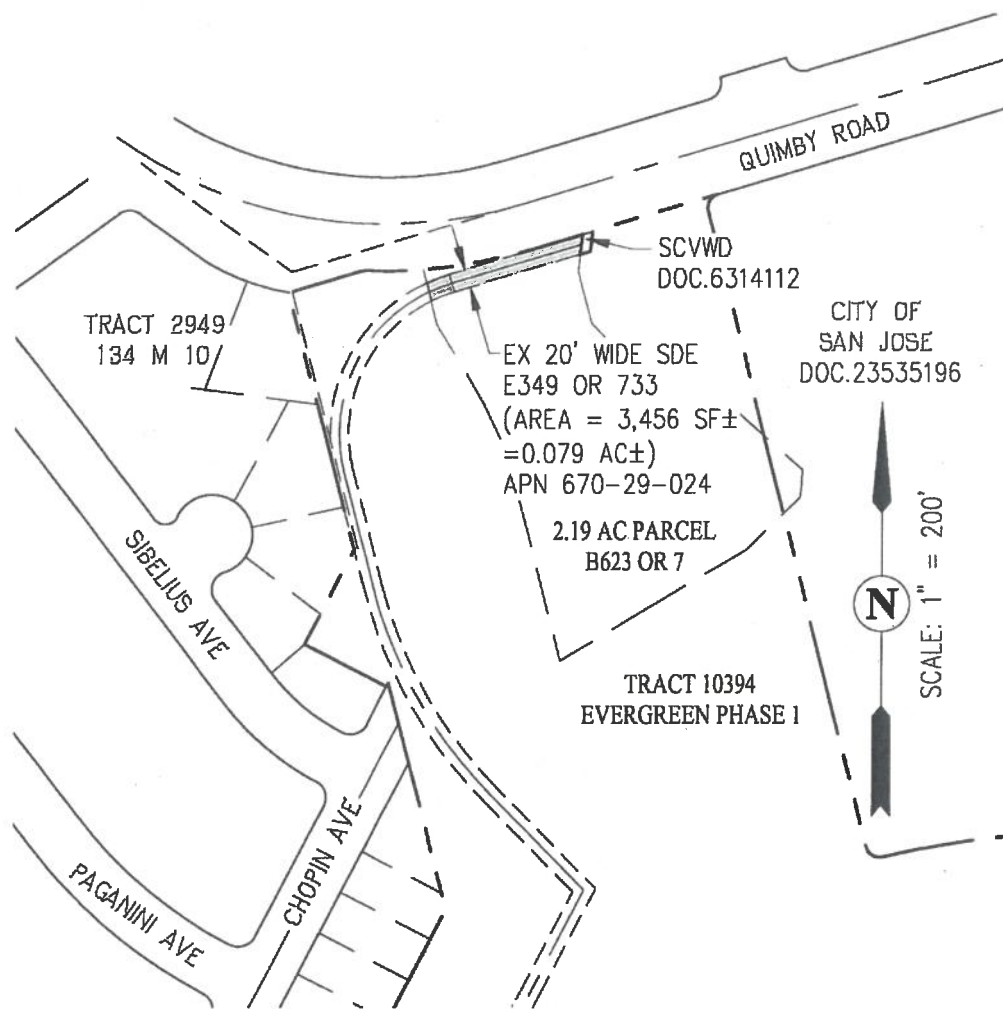 QUIMBY ROAD
SCVWD
DOC.6314112
TRACT 2949
134 M 10
CITY OF
SAN JOSE
DOC.23535196
EX 20' WIDE SDE
E349 OR 733
(AREA = 3,456 SF±
=0.079 AC±)
APN 670-29-024
2.19 AC PARCEL
B623 OR 7
SIBELIUS AVE
N
SCALE: 1" = 200'
TRACT 10394
EVERGREEN PHASE 1
CHOPIN AVE
PAGANINI AVE